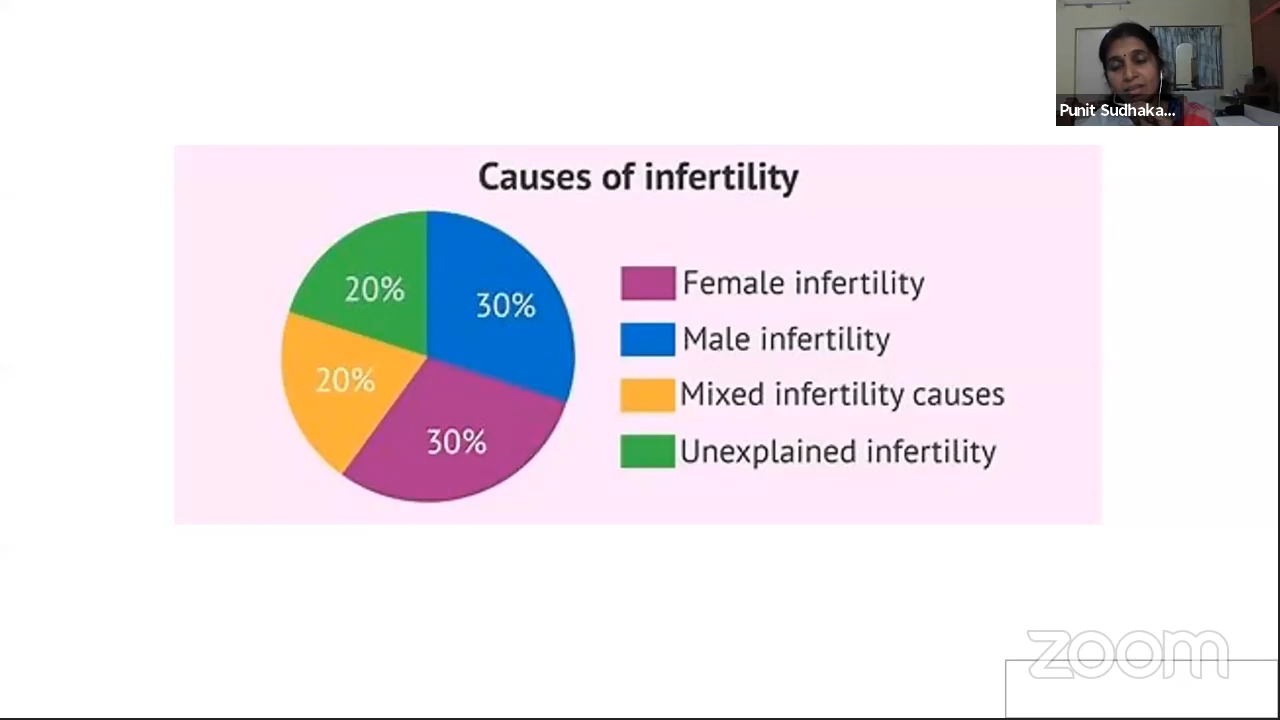 Punit Sudhaka...
Causes of infertility
20%
30%
20%
30%
Female infertility
Male infertility
Mixed infertility causes
Unexplained infertility
zoom